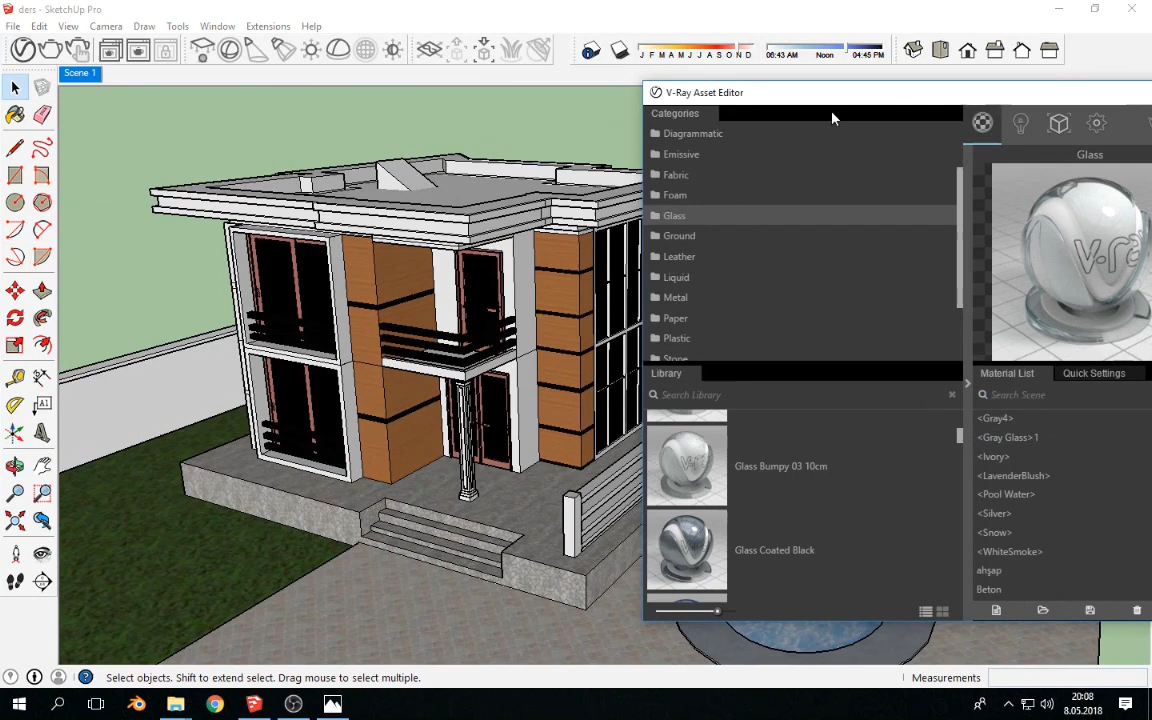 ders - SketchUp Pro
File Edit View Camera Draw Tools Window Extensions Help
J F M A M J J A S O N D
06:43 AM Noon 04:45 PM
Scene 1
V-Ray Asset Editor
Categories
Diagrammatic
Emissive
Fabric
Foam
Glass
Ground
Leather
Liquid
Metal
Paper
Plastic
Stone
Library
Search Library
Glass Bumpy 03 10cm
Glass Coated Black
Glass
Material List
Quick Settings
Search Scene
<Gray4>
<Gray Glass>1
<Ivory>
<LavenderBlush>
<Pool Water>
<Silver>
<Snow>
<WhiteSmoke>
ahşap
Beton
A1
Select objects. Shift to extend select. Drag mouse to select multiple.
Measurements
20:08
8.05.2018